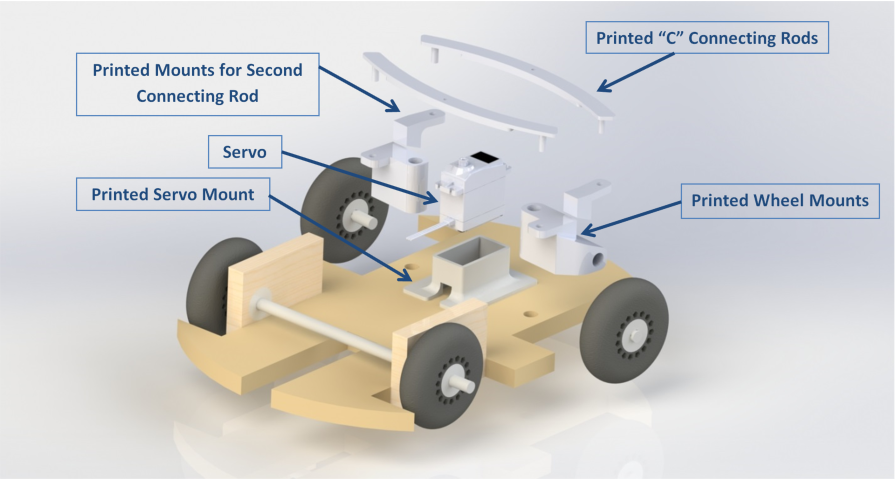 Printed “C” Connecting Rods
Printed Mounts for Second
Connecting Rod
Servo
Printed Servo Mount
Printed Wheel Mounts